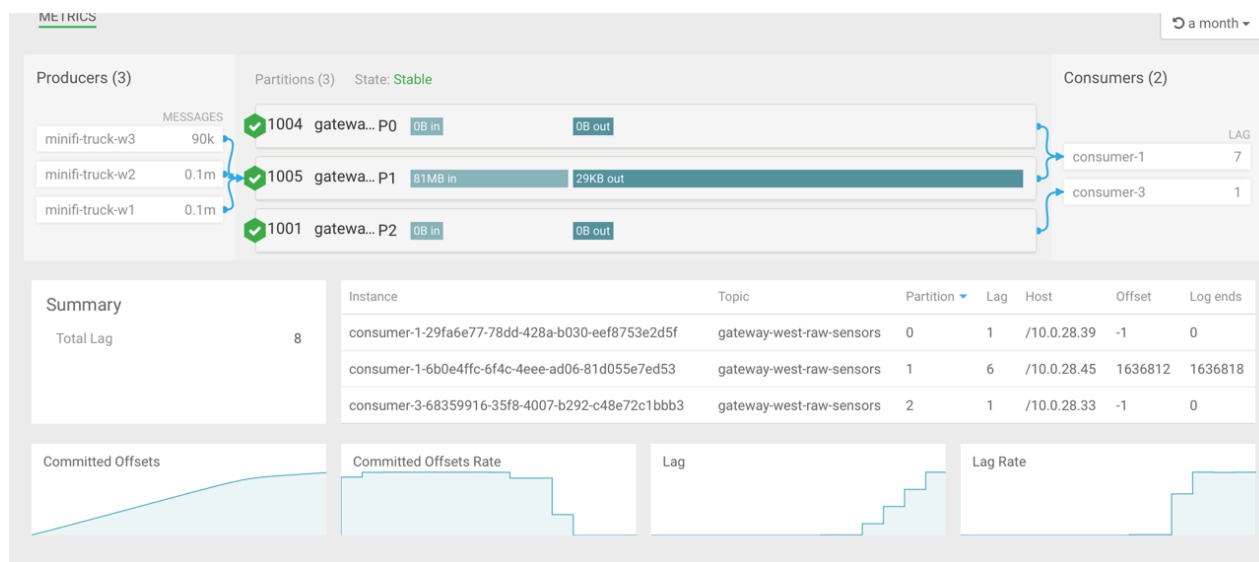 METRICS
a month
Producers (3)
Partitions (3) State: Stable
Consumers (2)
MESSAGES
minifi-truck-w3 90k
minifi-truck-w2 0.1m
minifi-truck-w1 0.1m
1004 gatewa... P0 0B in 0B out
1005 gatewa... P1 81MB in 29KB out
1001 gatewa... P2 0B in 0B out
LAG
consumer-1 7
consumer-3 1
Summary
Total Lag 8
Instance Topic Partition Lag Host Offset Log ends
consumer-1-29fa6e77-78dd-428a-b030-eef8753e2d5f gateway-west-raw-sensors 0 1 /10.0.28.39 -1 0
consumer-1-6b0e4ffc-6f4c-4eee-ad06-81d055e7ed53 gateway-west-raw-sensors 1 6 /10.0.28.45 1636812 1636818
consumer-3-68359916-35f8-4007-b292-c48e72c1bbb3 gateway-west-raw-sensors 2 1 /10.0.28.33 -1 0
Committed Offsets
Committed Offsets Rate
Lag
Lag Rate